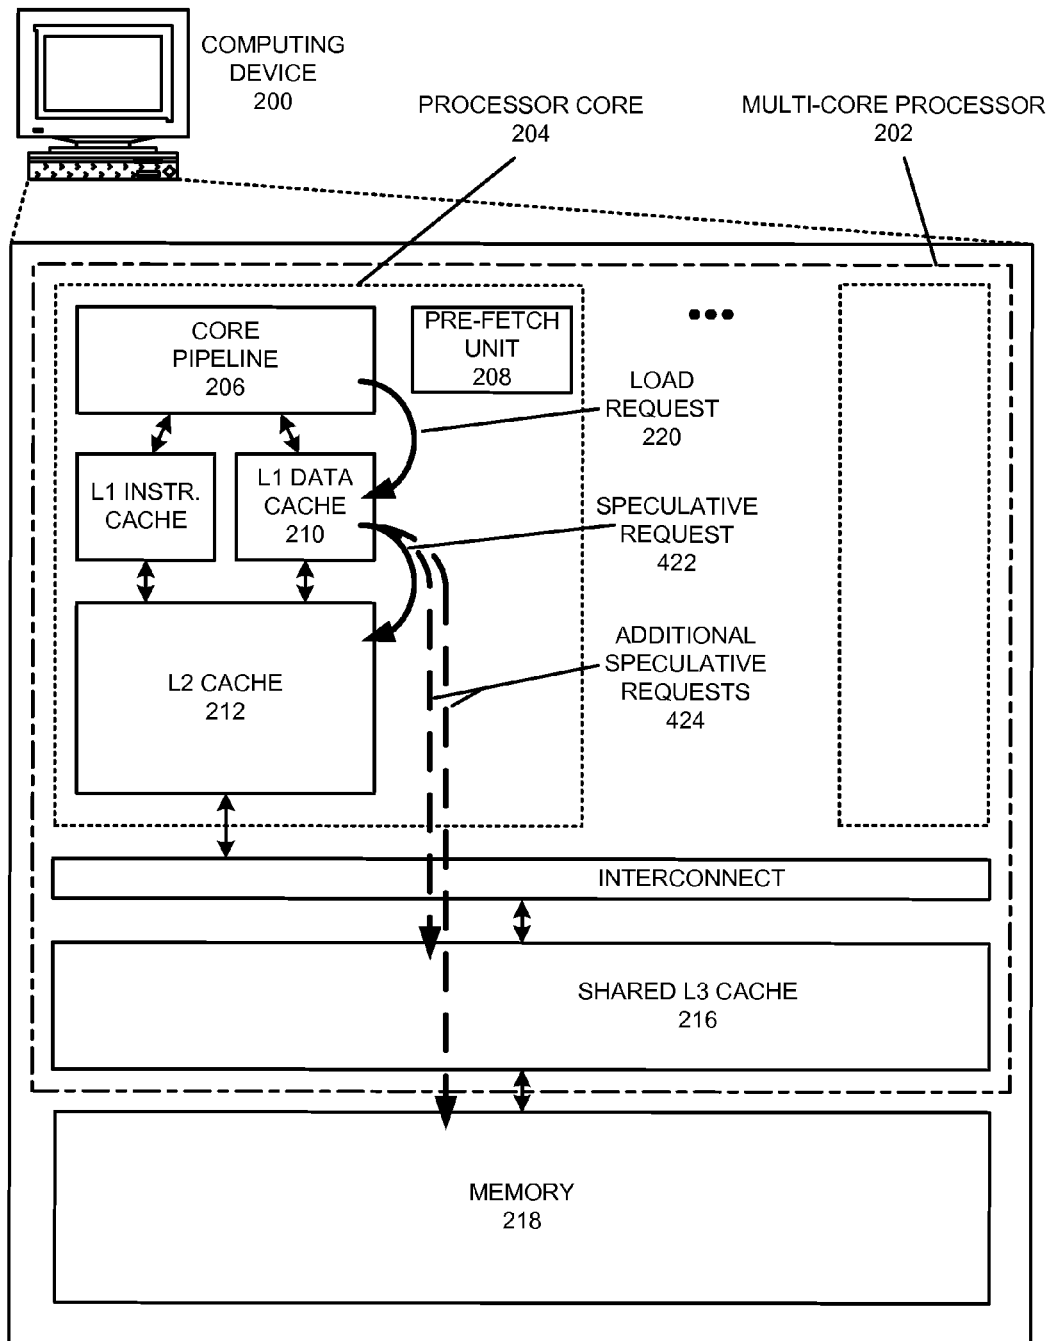 COMPUTING
DEVICE
200
PROCESSOR CORE
204
MULTI-CORE PROCESSOR
202
CORE
PIPELINE
206
PRE-FETCH
UNIT
208
•••
LOAD
REQUEST
220
L1 INSTR.
CACHE
L1 DATA
CACHE
210
SPECULATIVE
REQUEST
422
L2 CACHE
212
ADDITIONAL
SPECULATIVE
REQUESTS
424
INTERCONNECT
SHARED L3 CACHE
216
MEMORY
218